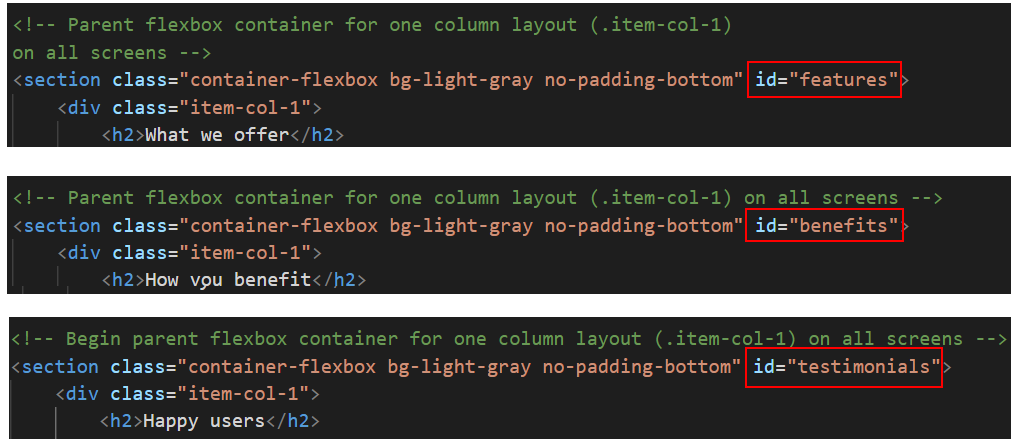 <!-- Parent flexbox container for one column layout (.item-col-1)
on all screens -->
<section class="container-flexbox bg-light-gray no-padding-bottom" id="features">
<div class="item-col-1">
<h2>What we offer</h2>
<!-- Parent flexbox container for one column layout (.item-col-1) on all screens -->
<section class="container-flexbox bg-light-gray no-padding-bottom" id="benefits">
<div class="item-col-1">
<h2>How you benefit</h2>
<!-- Begin parent flexbox container for one column layout (.item-col-1) on all screens -->
<section class="container-flexbox bg-light-gray no-padding-bottom" id="testimonials">
<div class="item-col-1">
<h2>Happy users</h2>